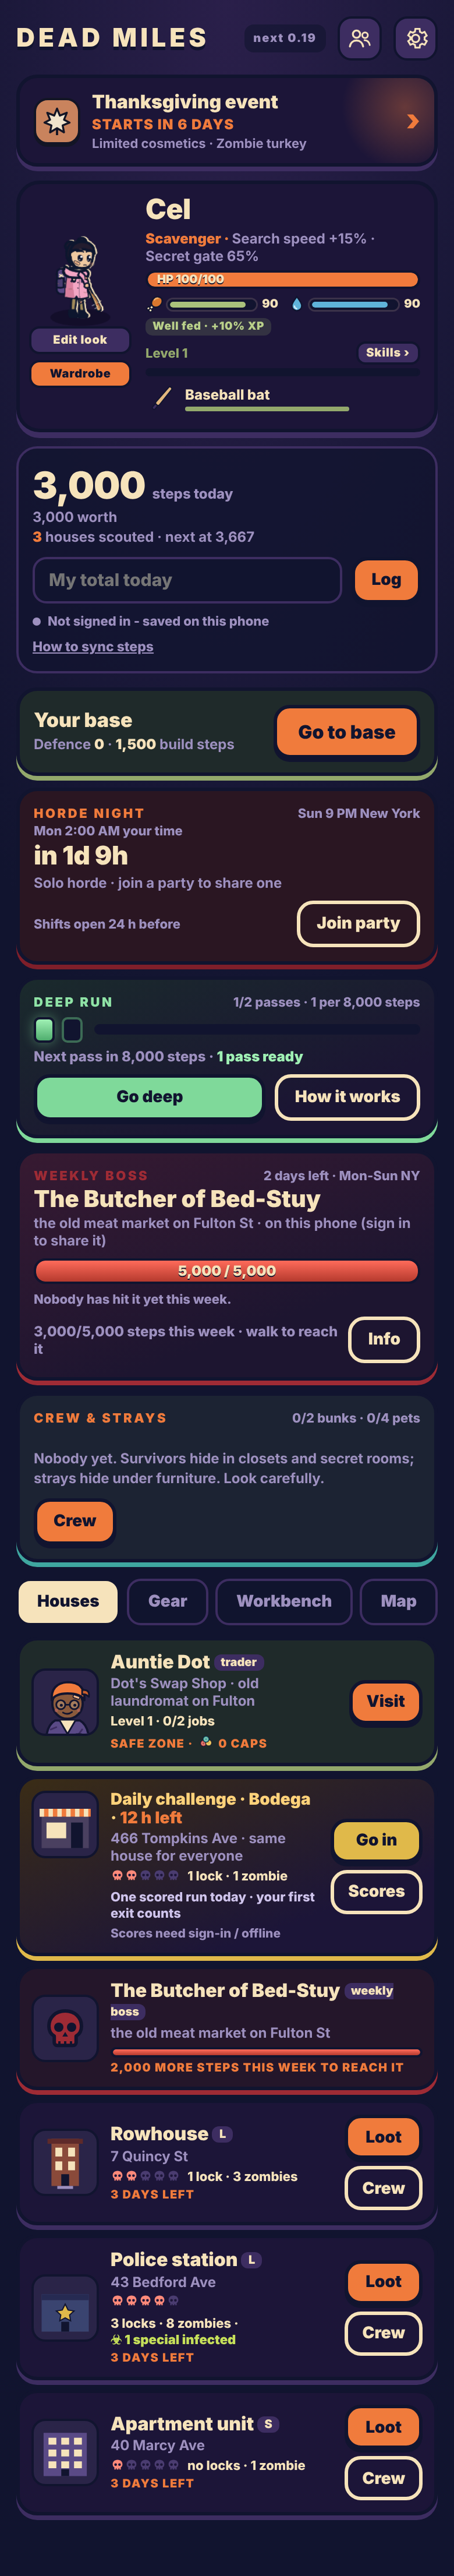 DEAD MILES
next 0.19
Thanksgiving event
STARTS IN 6 DAYS
Limited cosmetics · Zombie turkey
›
Cel
Scavenger · Search speed +15% ·
Secret gate 65%
HP 100/100
90
90
Well fed · +10% XP
Edit look
Level 1
Skills ›
Wardrobe
Baseball bat
3,000 steps today
3,000 worth
3 houses scouted · next at 3,667
My total today
Log
Not signed in - saved on this phone
How to sync steps
Your base
Defence 0 · 1,500 build steps
Go to base
HORDE NIGHT
Sun 9 PM New York
Mon 2:00 AM your time
in 1d 9h
Solo horde · join a party to share one
Shifts open 24 h before
Join party
DEEP RUN
1/2 passes · 1 per 8,000 steps
Next pass in 8,000 steps · 1 pass ready
Go deep
How it works
WEEKLY BOSS
2 days left · Mon-Sun NY
The Butcher of Bed-Stuy
the old meat market on Fulton St · on this phone (sign in
to share it)
5,000 / 5,000
Nobody has hit it yet this week.
3,000/5,000 steps this week · walk to reach
it
Info
CREW & STRAYS
0/2 bunks · 0/4 pets
Nobody yet. Survivors hide in closets and secret rooms;
strays hide under furniture. Look carefully.
Crew
Houses
Gear
Workbench
Map
Auntie Dot trader
Dot's Swap Shop · old
laundromat on Fulton
Level 1 · 0/2 jobs
SAFE ZONE · 0 CAPS
Visit
Daily challenge · Bodega
· 12 h left
466 Tompkins Ave · same
house for everyone
1 lock · 1 zombie
One scored run today · your first
exit counts
Scores need sign-in / offline
Go in
Scores
The Butcher of Bed-Stuy weekly
boss
the old meat market on Fulton St
2,000 MORE STEPS THIS WEEK TO REACH IT
Rowhouse L
7 Quincy St
1 lock · 3 zombies
3 DAYS LEFT
Loot
Crew
Police station L
43 Bedford Ave
3 locks · 8 zombies ·
1 special infected
3 DAYS LEFT
Loot
Crew
Apartment unit S
40 Marcy Ave
no locks · 1 zombie
3 DAYS LEFT
Loot
Crew